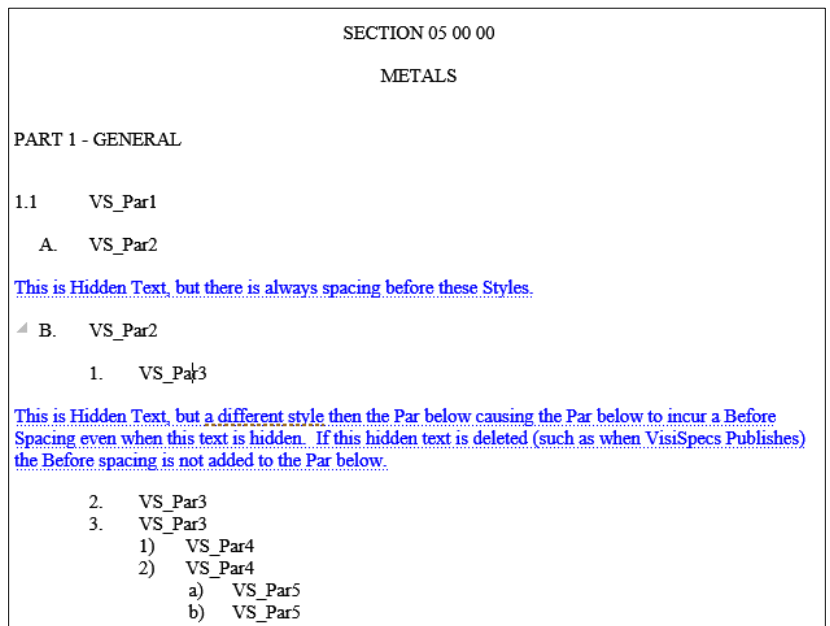 SECTION 05 00 00
METALS
PART 1 - GENERAL
1.1 VS_Par1
A. VS_Par2
This is Hidden Text, but there is always spacing before these Styles.
B. VS_Par2
1. VS_Par3
This is Hidden Text, but a different style then the Par below causing the Par below to incur a Before
Spacing even when this text is hidden. If this hidden text is deleted (such as when VisiSpecs Publishes)
the Before spacing is not added to the Par below.
2. VS_Par3
3. VS_Par3
1) VS_Par4
2) VS_Par4
a) VS_Par5
b) VS_Par5